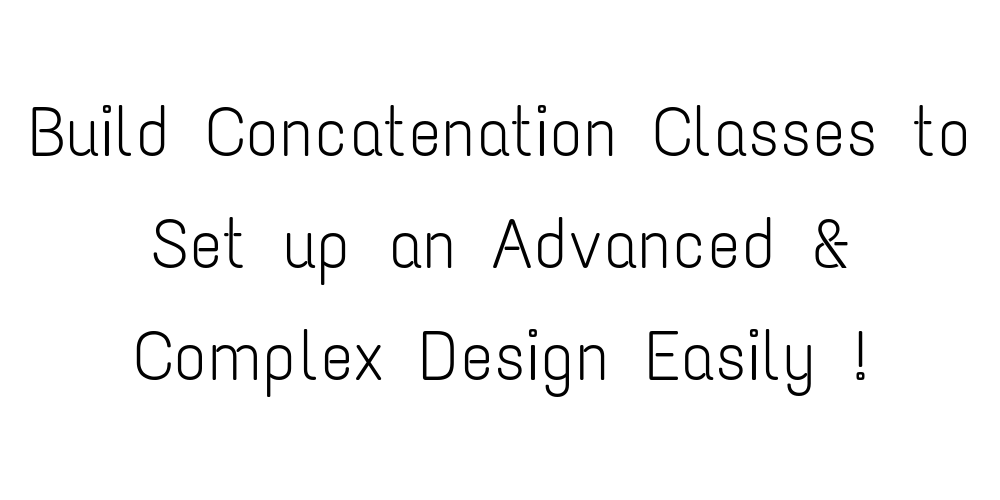 Build Concatenation Classes to
Set up an Advanced &
Complex Design Easily !